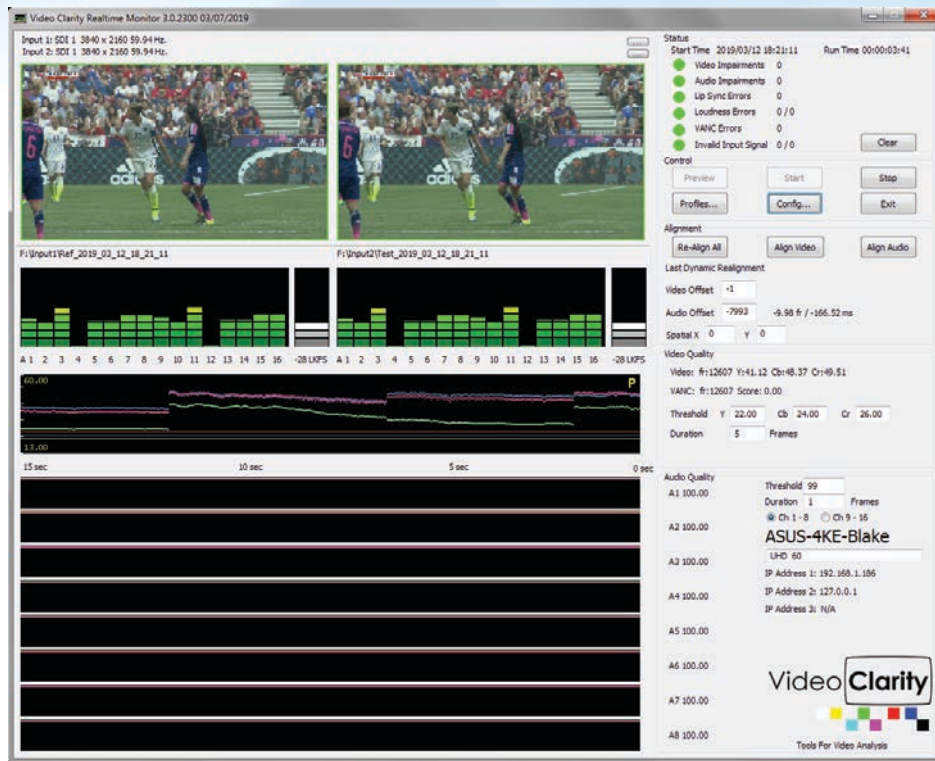 Video Clarity Realtime Monitor 3.0.2300 03/07/2019
Input 1: SDI 1 3840 x 2160 59.94 Hz.
Input 2: SDI 1 3840 x 2160 59.94 Hz.
adidas
adidas
6
6
F:\Input1\Ref_2019_03_12_18_21_11
F:\Input2\Test_2019_03_12_18_21_11
A 1 2 3 4 5 6 7 8 9 10 11 12 13 14 15 16 -28 LKFS
A 1 2 3 4 5 6 7 8 9 10 11 12 13 14 15 16 -28 LKFS
60.00
P
13.00
15 sec 10 sec 5 sec 0 sec
Status
Start Time 2019/03/12 18:21:11 Run Time 00:00:03:41
Video Impairments 0
Audio Impairments 0
Lip Sync Errors 0
Loudness Errors 0 / 0
VANC Errors 0
Invalid Input Signal 0 / 0
Clear
Control
Preview Start Stop
Profiles... Config... Exit
Alignment
Re-Align All Align Video Align Audio
Last Dynamic Realignment
Video Offset -1
Audio Offset -7993 -9.98 fr / -166.52 ms
Spatial X 0 Y 0
Video Quality
Video: fr:12607 Y:41.12 Cb:48.37 Cr:49.51
VANC: fr:12607 Score: 0.00
Threshold Y 22.00 Cb 24.00 Cr 26.00
Duration 5 Frames
Audio Quality
A1 100.00
A2 100.00
A3 100.00
A4 100.00
A5 100.00
A6 100.00
A7 100.00
A8 100.00
Threshold 99
Duration 1 Frames
Ch 1 - 8 Ch 9 - 16
ASUS-4KE-Blake
UHD 60
IP Address 1: 192.168.1.186
IP Address 2: 127.0.0.1
IP Address 3: N/A
Video Clarity
Tools For Video Analysis